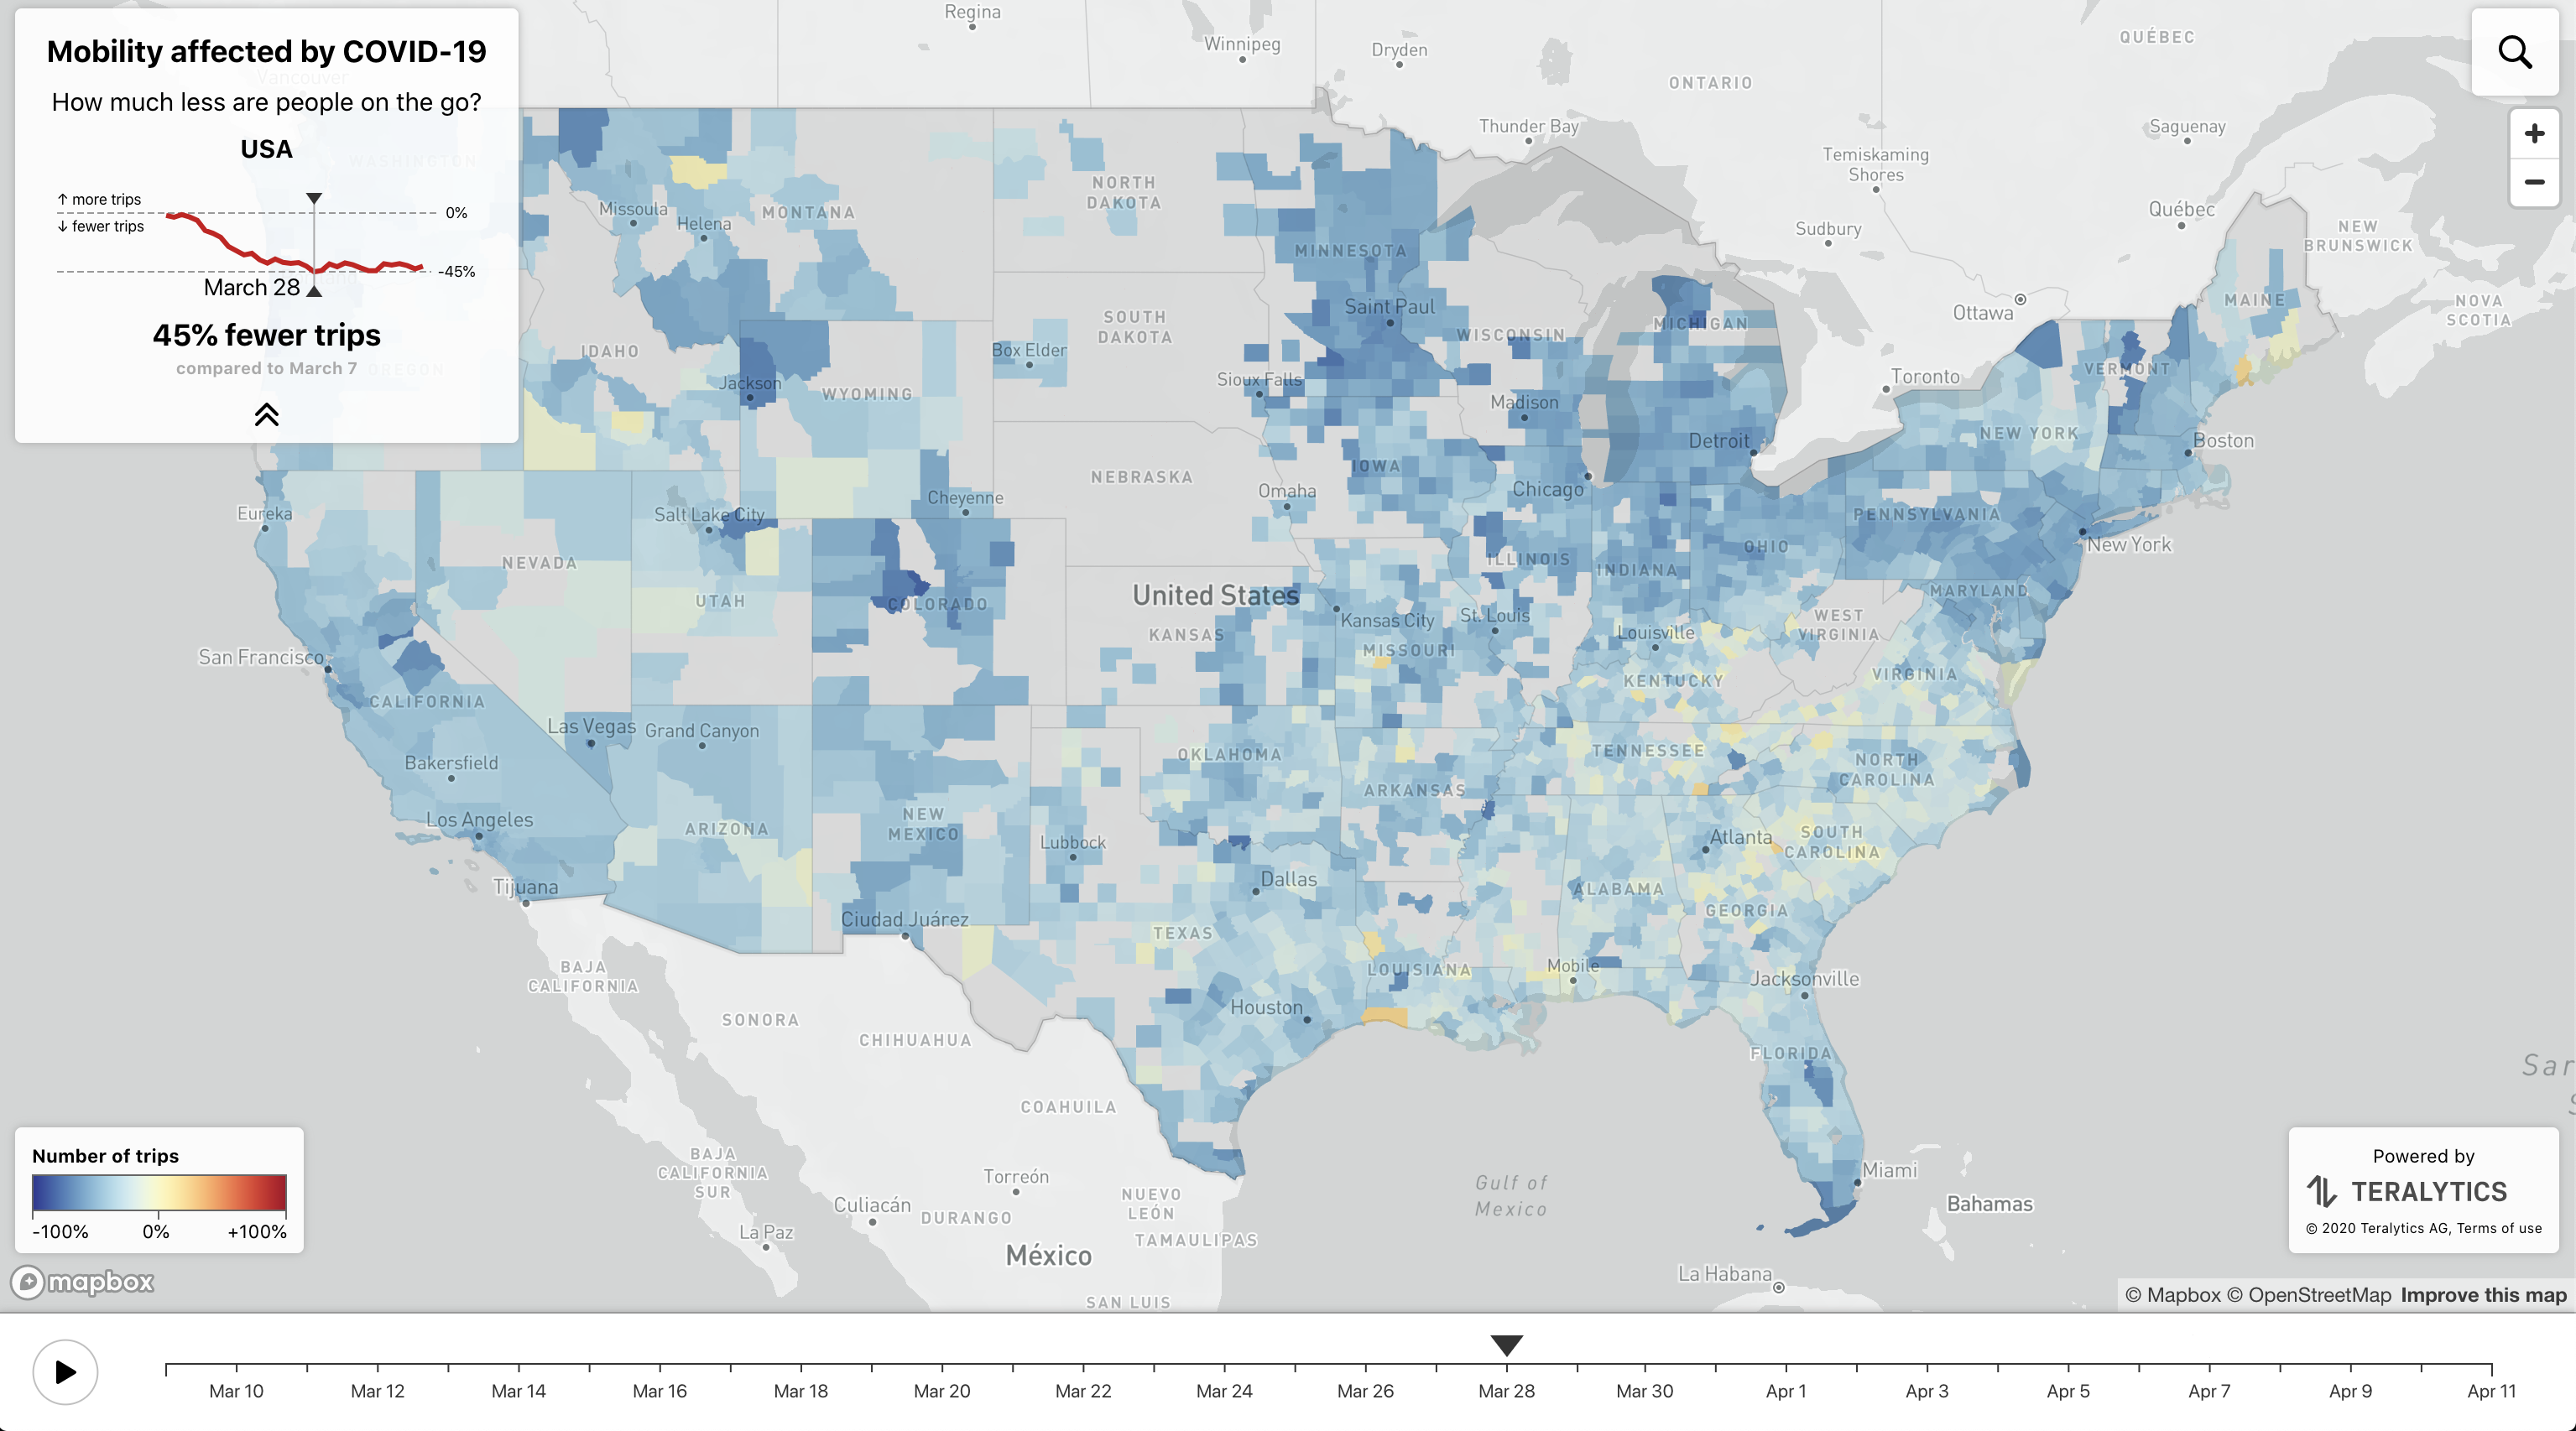 Mobility affected by COVID-19
How much less are people on the go?
USA
↑ more trips
0%
↓ fewer trips
-45%
March 28
45% fewer trips
compared to March 7
Vancouver
WASHINGTON
OREGON
Regina
Winnipeg
Dryden
ONTARIO
QUÉBEC
Thunder Bay
Temiskaming
Shores
Saguenay
Sudbury
Québec
NEW
BRUNSWICK
NOVA
SCOTIA
Ottawa
Toronto
MAINE
VERMONT
NEW YORK
Boston
Missoula
Helena
MONTANA
NORTH
DAKOTA
MINNESOTA
Saint Paul
WISCONSIN
MICHIGAN
SOUTH
DAKOTA
Box Elder
IDAHO
Jackson
WYOMING
Sioux Falls
Madison
Detroit
NEBRASKA
IOWA
Omaha
Chicago
Cheyenne
Eureka
Salt Lake City
NEVADA
UTAH
COLORADO
United States
KANSAS
Kansas City
St. Louis
MISSOURI
ILLINOIS
INDIANA
OHIO
PENNSYLVANIA
New York
MARYLAND
WEST
VIRGINIA
Louisville
KENTUCKY
VIRGINIA
San Francisco
CALIFORNIA
Las Vegas
Grand Canyon
Bakersfield
Los Angeles
ARIZONA
NEW
MEXICO
OKLAHOMA
ARKANSAS
TENNESSEE
NORTH
CAROLINA
SOUTH
CAROLINA
Atlanta
Lubbock
Dallas
ALABAMA
GEORGIA
Tijuana
Ciudad Juárez
TEXAS
LOUISIANA
Mobile
Jacksonville
Houston
FLORIDA
Miami
BAJA
CALIFORNIA
SONORA
CHIHUAHUA
COAHUILA
BAJA
CALIFORNIA
SUR
Torreón
Culiacán
DURANGO
NUEVO
LEÓN
TAMAULIPAS
La Paz
México
SAN LUIS
Gulf of
Mexico
Bahamas
La Habana
Sar
S
Number of trips
-100% 0% +100%
mapbox
Powered by
TERALYTICS
© 2020 Teralytics AG, Terms of use
© Mapbox © OpenStreetMap Improve this map
Mar 10 Mar 12 Mar 14 Mar 16 Mar 18 Mar 20 Mar 22 Mar 24 Mar 26 Mar 28 Mar 30 Apr 1 Apr 3 Apr 5 Apr 7 Apr 9 Apr 11